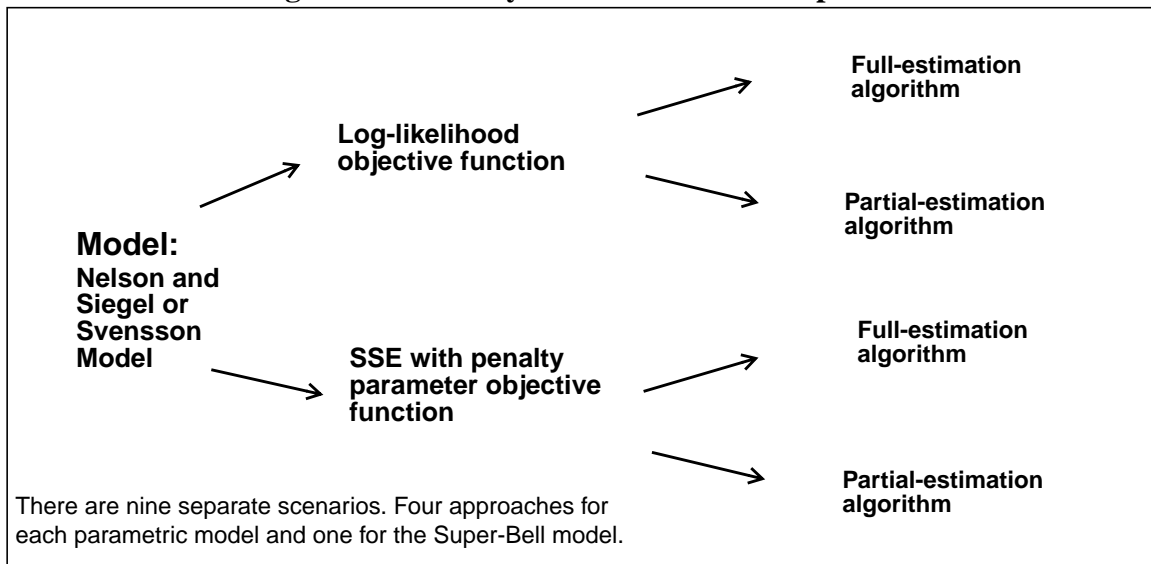 Full-estimation
algorithm
Log-likelihood
objective function
Partial-estimation
algorithm
Model:
Nelson and
Siegel or
Svensson
Model
Full-estimation
algorithm
SSE with penalty
parameter objective
function
Partial-estimation
algorithm
There are nine separate scenarios. Four approaches for
each parametric model and one for the Super-Bell model.